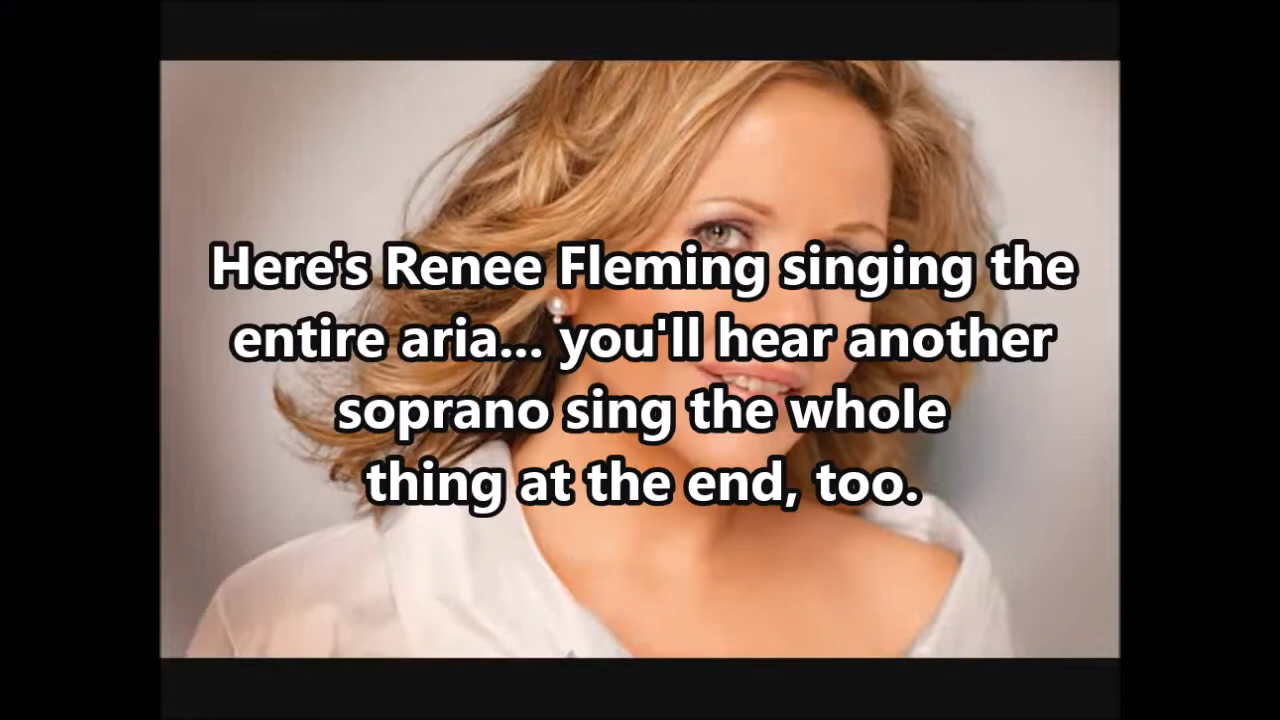 Here's Renee Fleming singing the
entire aria... you'll hear another
soprano sing the whole
thing at the end, too.